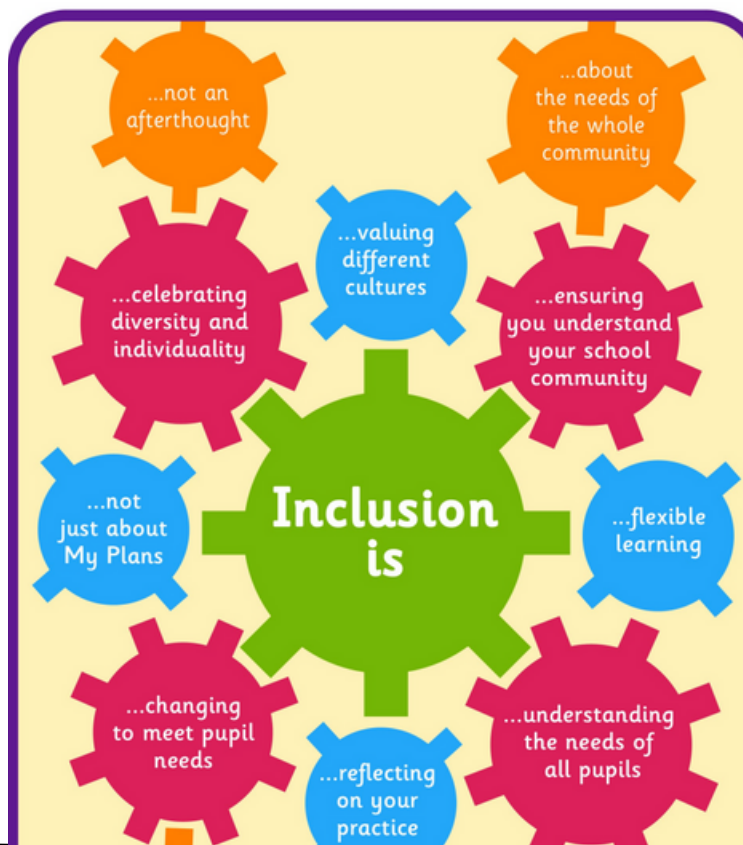 ...not an
afterthought
...about
the needs of
the whole
community
...valuing
different
cultures
...celebrating
diversity and
individuality
...ensuring
you understand
your school
community
Inclusion
is
...not
just about
My Plans
...flexible
learning
...changing
to meet pupil
needs
...understanding
the needs of
all pupils
...reflecting
on your
practice